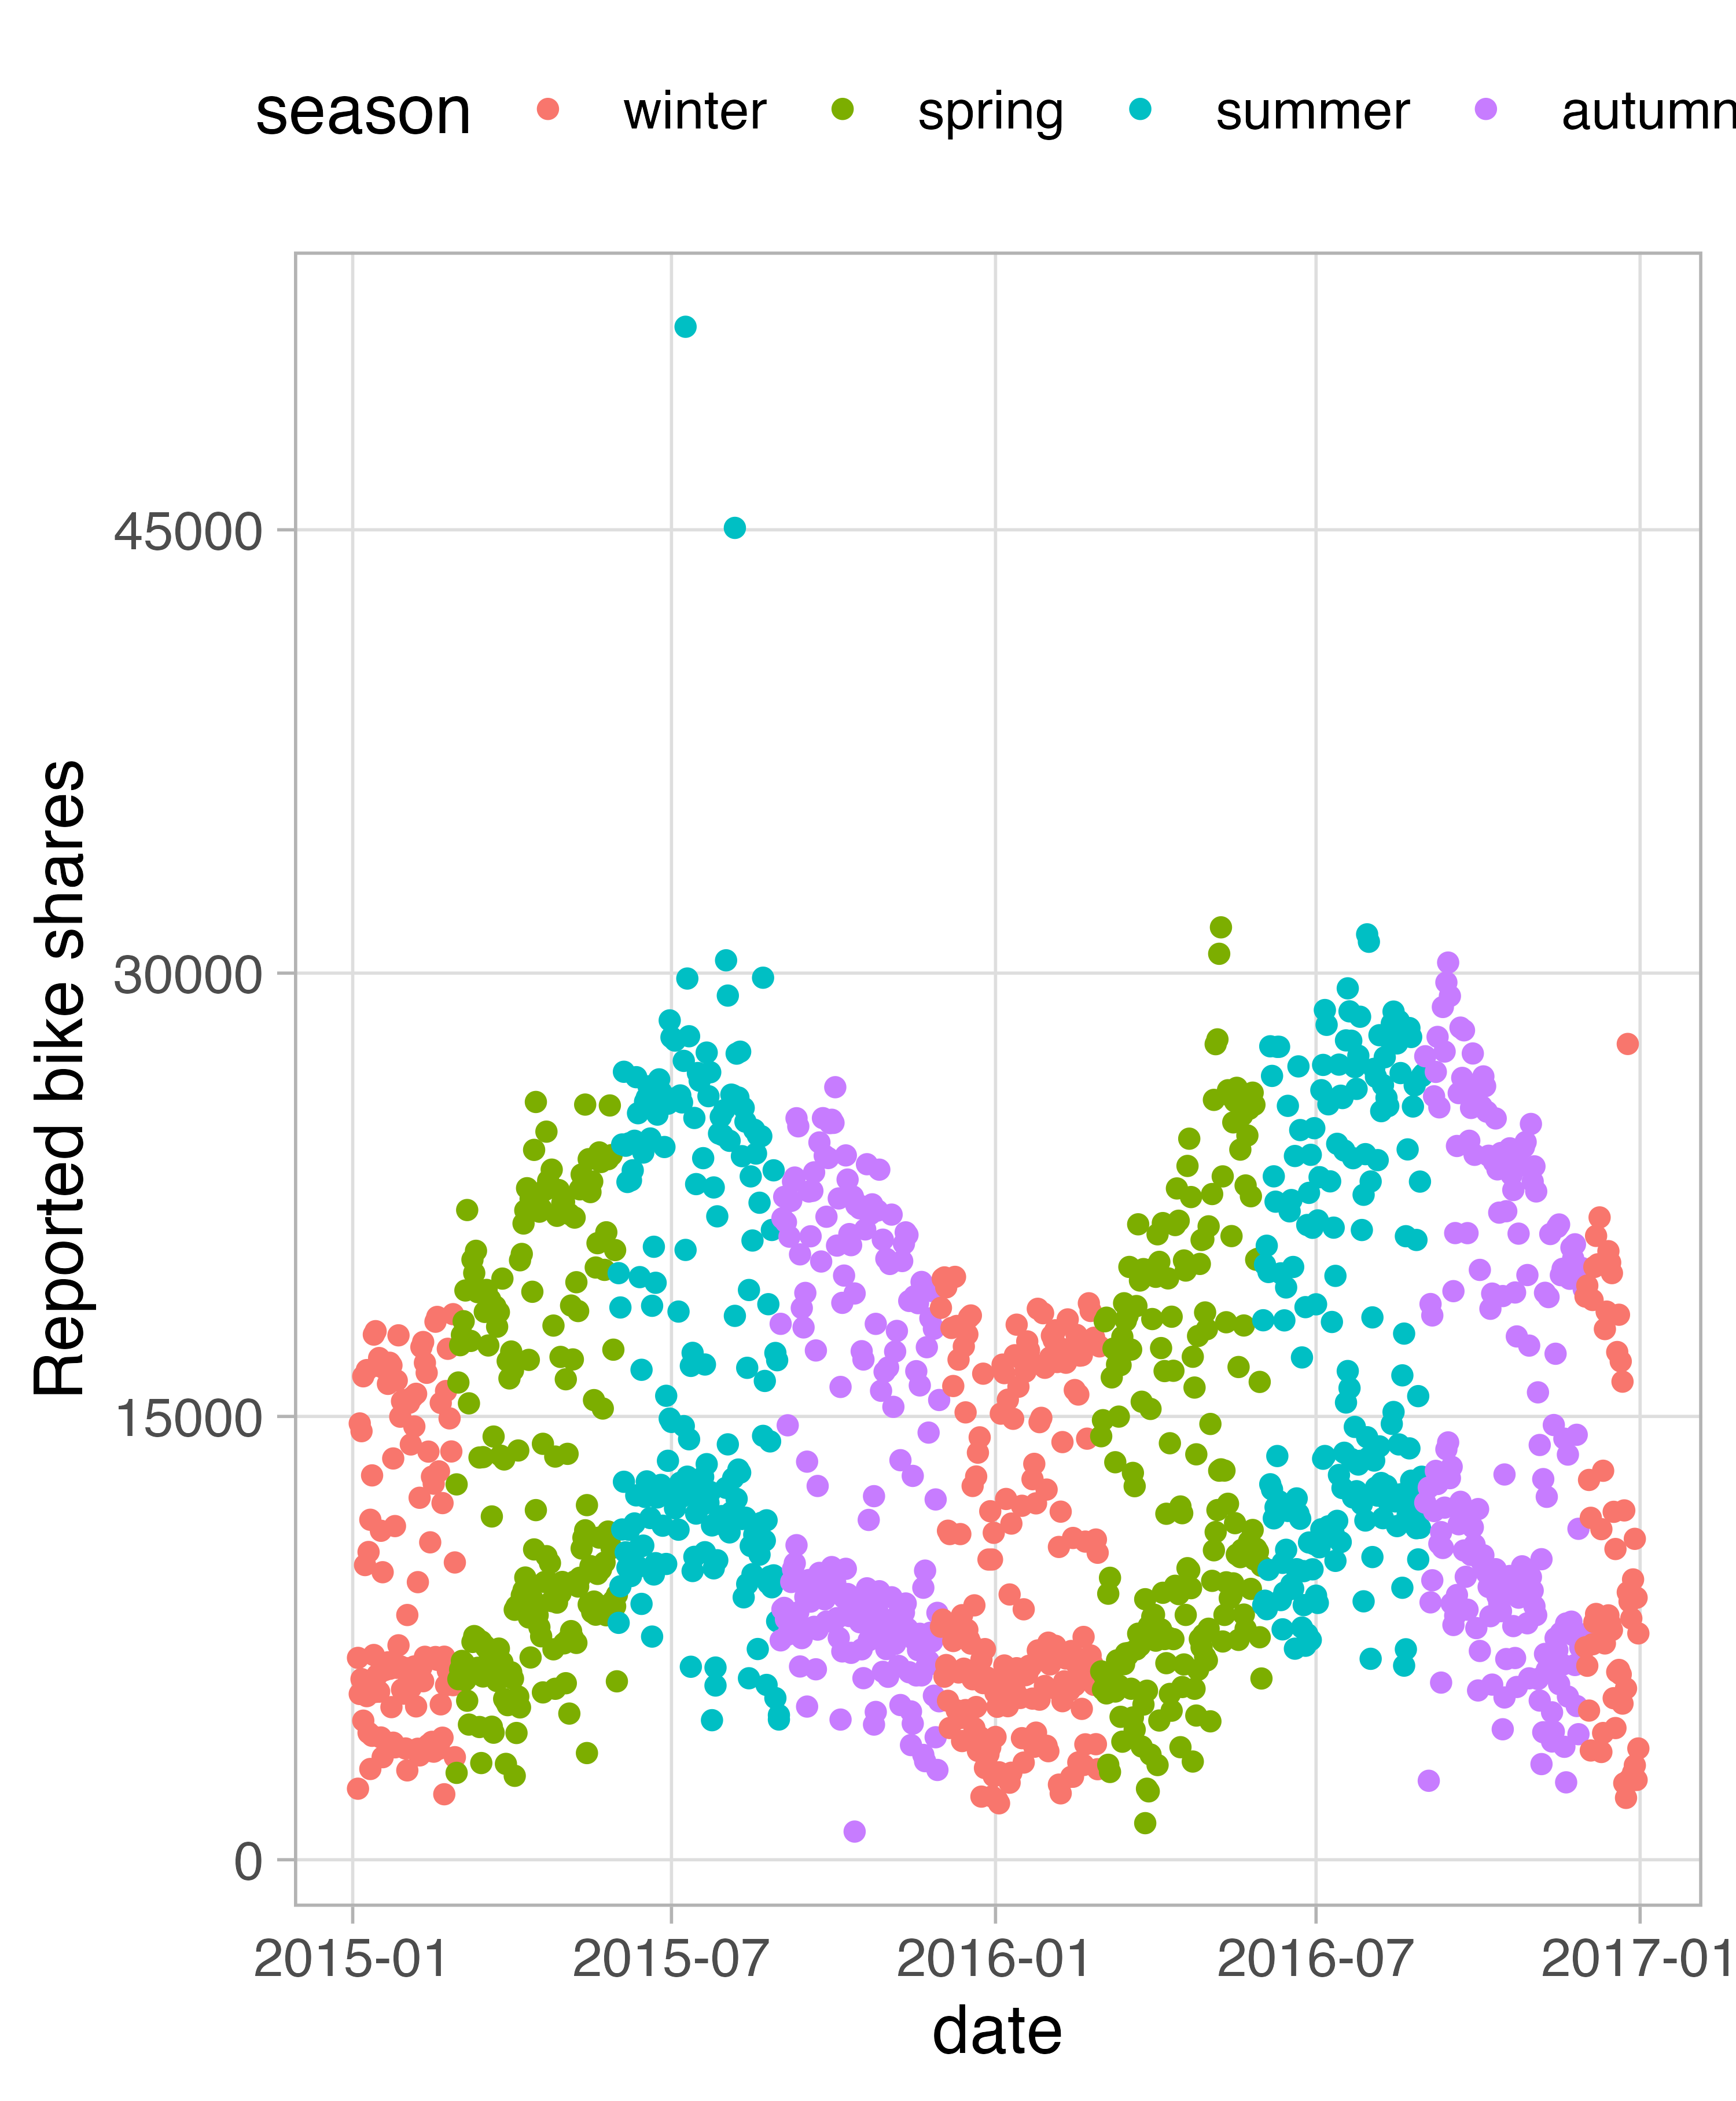 season winter spring summer autumn
Reported bike shares
45000
30000
15000
0
2015-01 2015-07 2016-01 2016-07 2017-01
date